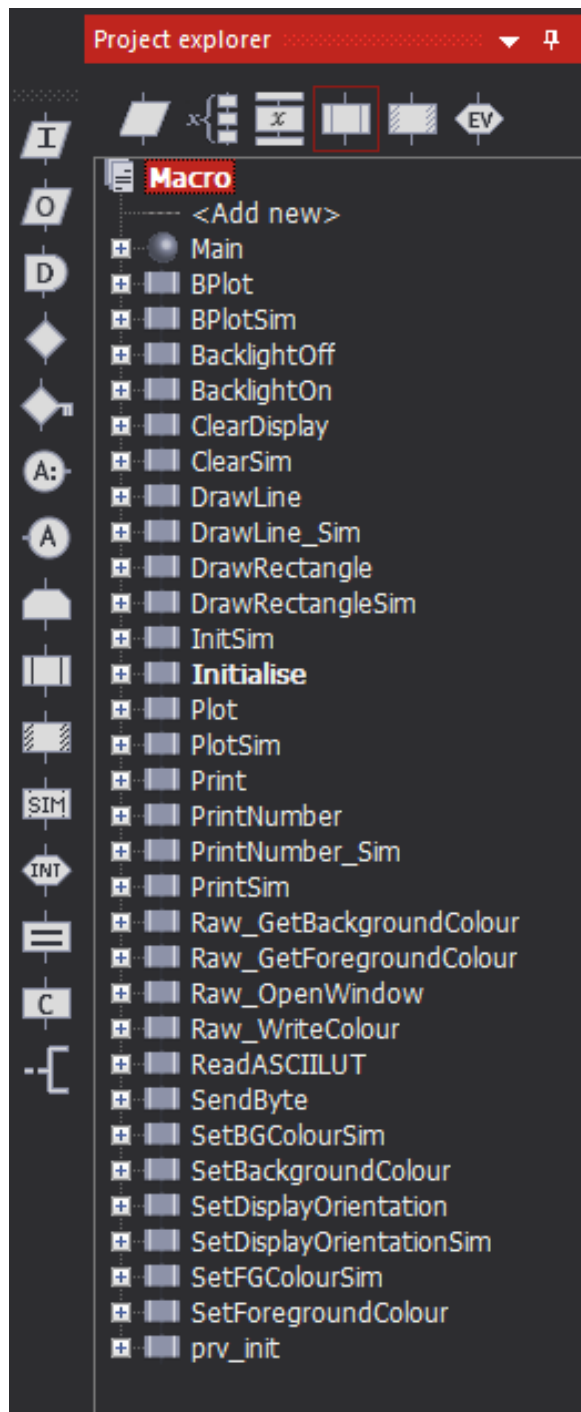 Project explorer
x
EV
I
O
D
A:
A
SIM
INT
C
Macro
<Add new>
Main
BPlot
BPlotSim
BacklightOff
BacklightOn
ClearDisplay
ClearSim
DrawLine
DrawLine_Sim
DrawRectangle
DrawRectangleSim
InitSim
Initialise
Plot
PlotSim
Print
PrintNumber
PrintNumber_Sim
PrintSim
Raw_GetBackgroundColour
Raw_GetForegroundColour
Raw_OpenWindow
Raw_WriteColour
ReadASCIILUT
SendByte
SetBGColourSim
SetBackgroundColour
SetDisplayOrientation
SetDisplayOrientationSim
SetFGColourSim
SetForegroundColour
prv_init